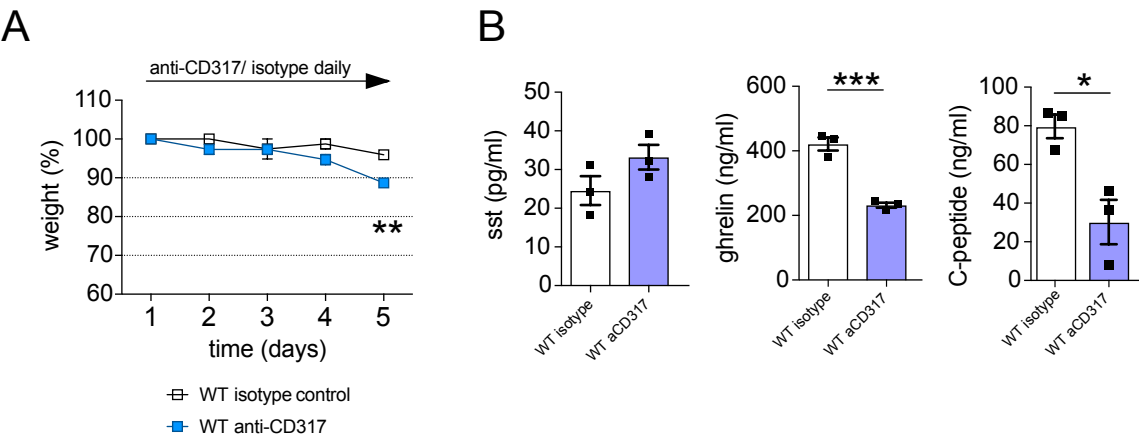 A
anti-CD317/ isotype daily
110
100
90
80
70
60
weight (%)
**
1 2 3 4 5
time (days)
WT isotype control
WT anti-CD317
B
50
40
30
20
10
0
sst (pg/ml)
WT isotype
WT aCD317
600
400
200
0
ghrelin (ng/ml)
***
WT isotype
WT aCD317
100
80
60
40
20
0
C-peptide (ng/ml)
*
WT isotype
WT aCD317